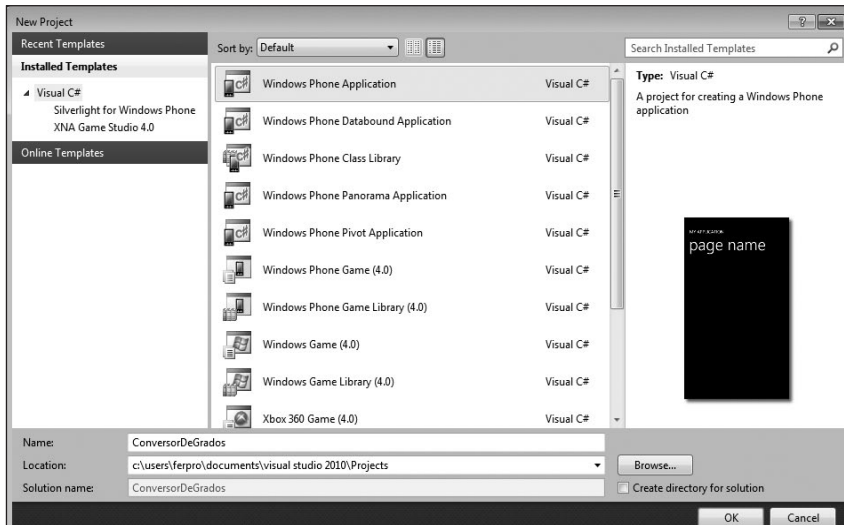 New Project
Recent Templates
Installed Templates
Visual C#
Silverlight for Windows Phone
XNA Game Studio 4.0
Online Templates
Sort by: Default
Windows Phone Application Visual C#
Windows Phone Databound Application Visual C#
Windows Phone Class Library Visual C#
Windows Phone Panorama Application Visual C#
Windows Phone Pivot Application Visual C#
Windows Phone Game (4.0) Visual C#
Windows Phone Game Library (4.0) Visual C#
Windows Game (4.0) Visual C#
Windows Game Library (4.0) Visual C#
Xbox 360 Game (4.0) Visual C#
Search Installed Templates
Type: Visual C#
A project for creating a Windows Phone
application
MY APPLICATION
page name
Name: ConversorDeGrados
Location: c:\users\ferpro\documents\visual studio 2010\Projects
Browse...
Solution name: ConversorDeGrados
Create directory for solution
OK Cancel